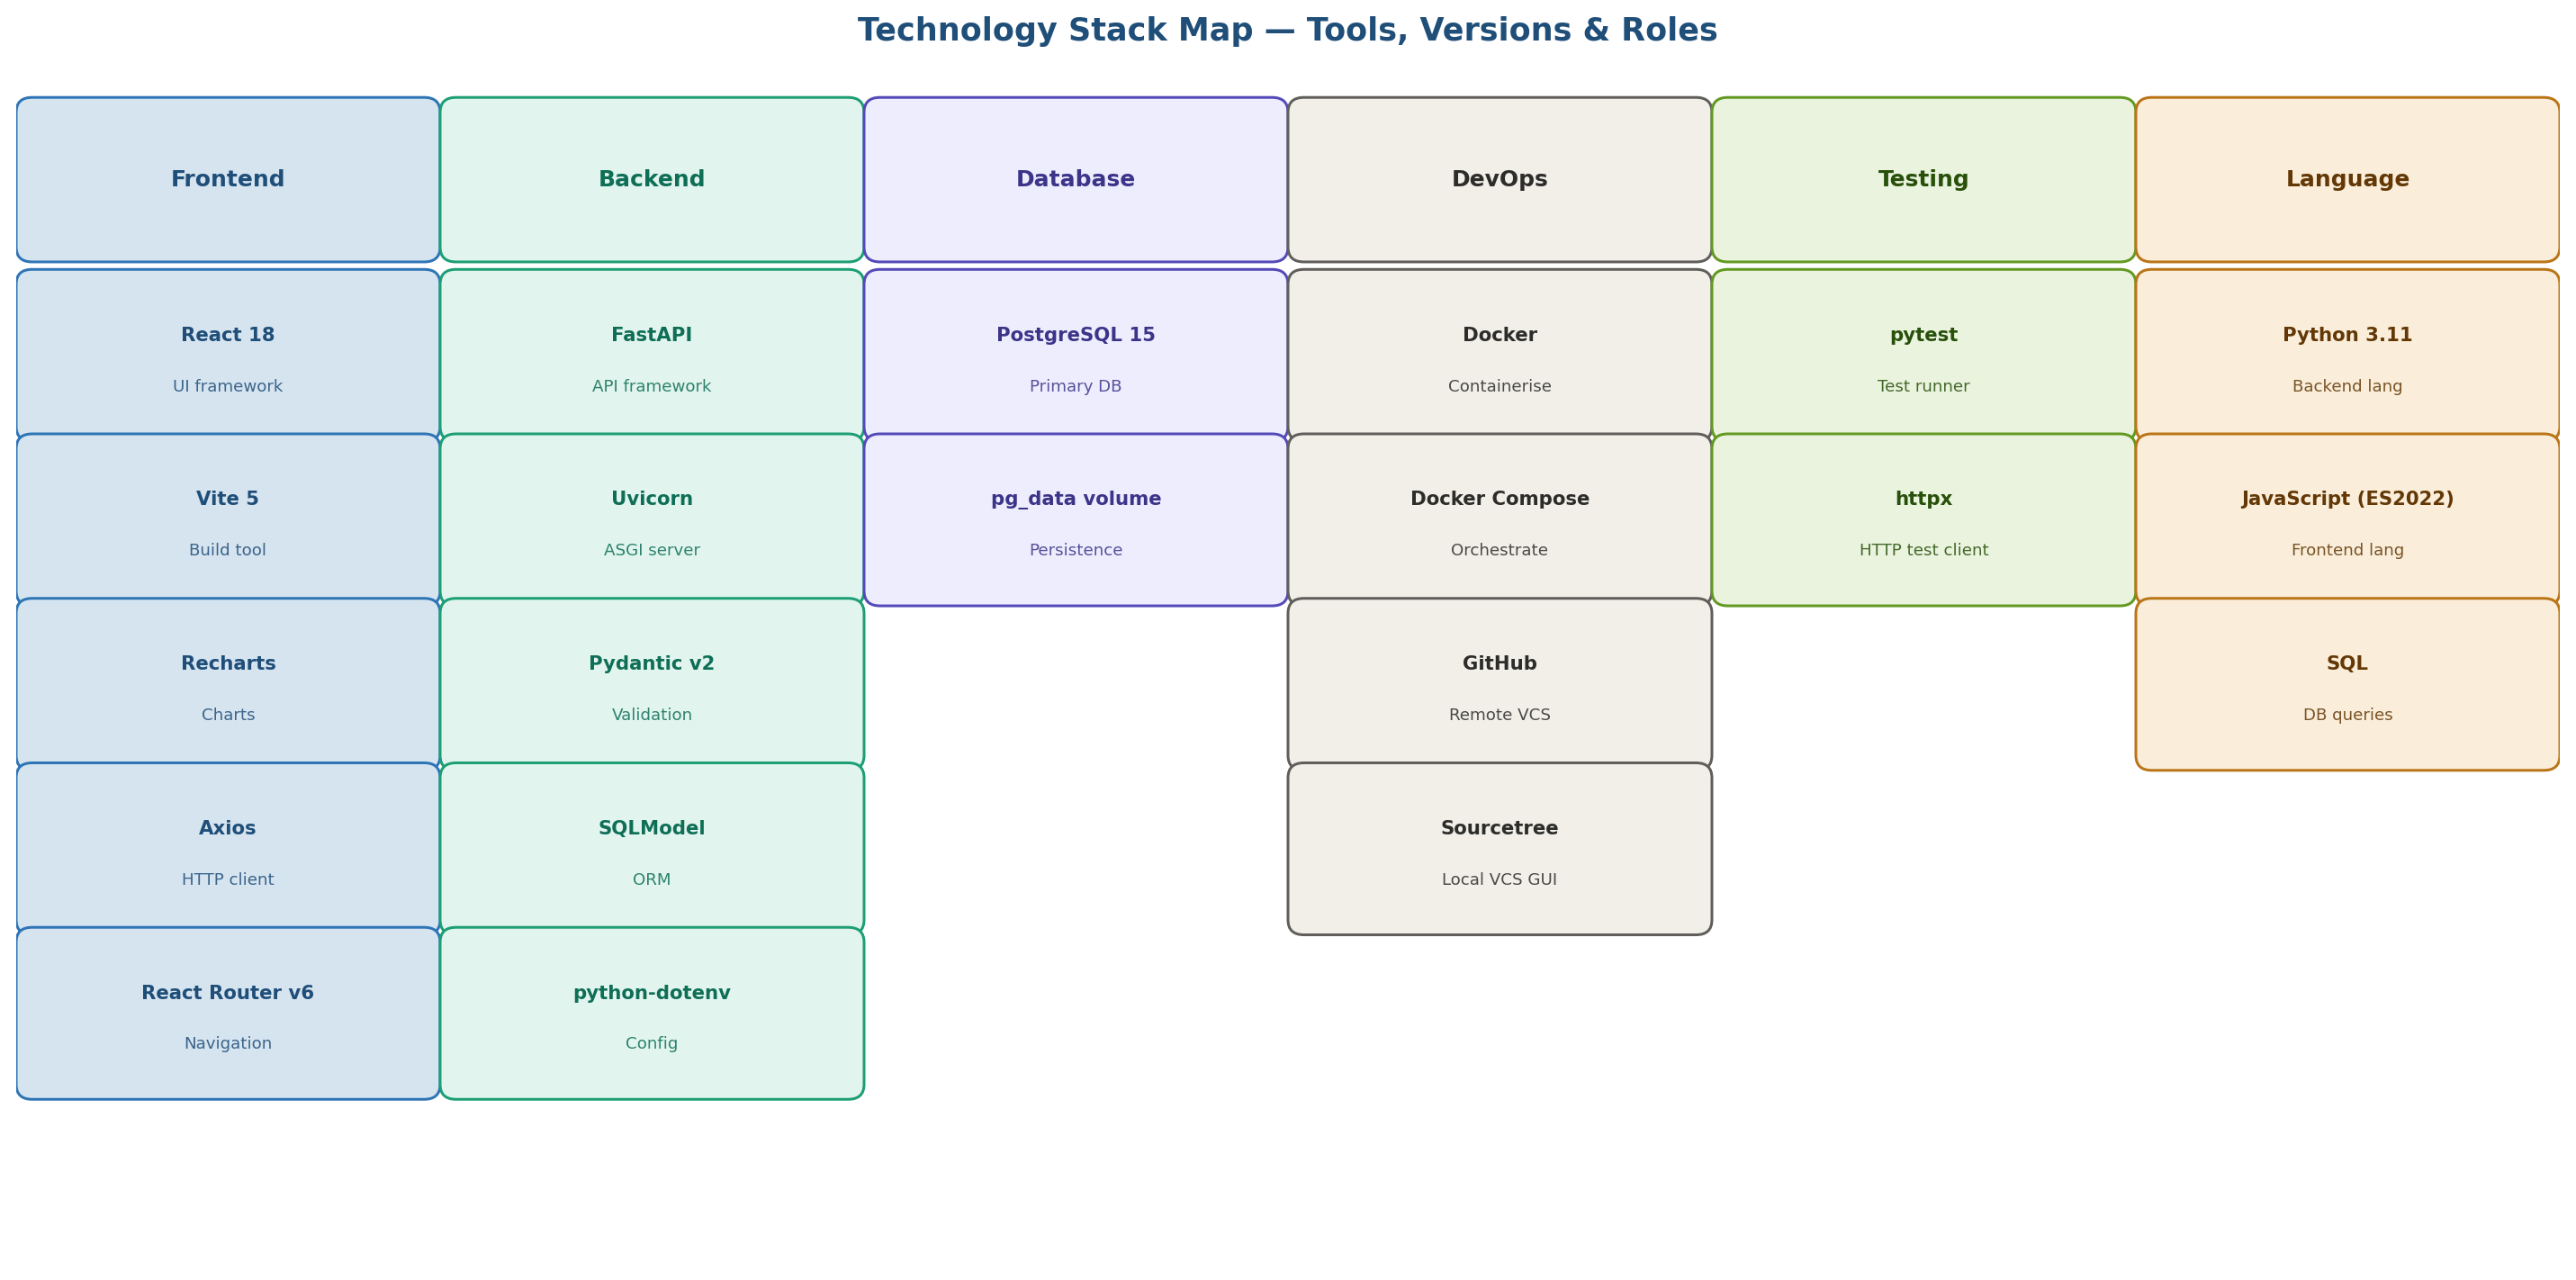 Technology Stack Map — Tools, Versions & Roles
Frontend
Backend
Database
DevOps
Testing
Language
React 18
UI framework
FastAPI
API framework
PostgreSQL 15
Primary DB
Docker
Containerise
pytest
Test runner
Python 3.11
Backend lang
Vite 5
Build tool
Uvicorn
ASGI server
pg_data volume
Persistence
Docker Compose
Orchestrate
httpx
HTTP test client
JavaScript (ES2022)
Frontend lang
Recharts
Charts
Pydantic v2
Validation
GitHub
Remote VCS
SQL
DB queries
Axios
HTTP client
SQLModel
ORM
Sourcetree
Local VCS GUI
React Router v6
Navigation
python-dotenv
Config